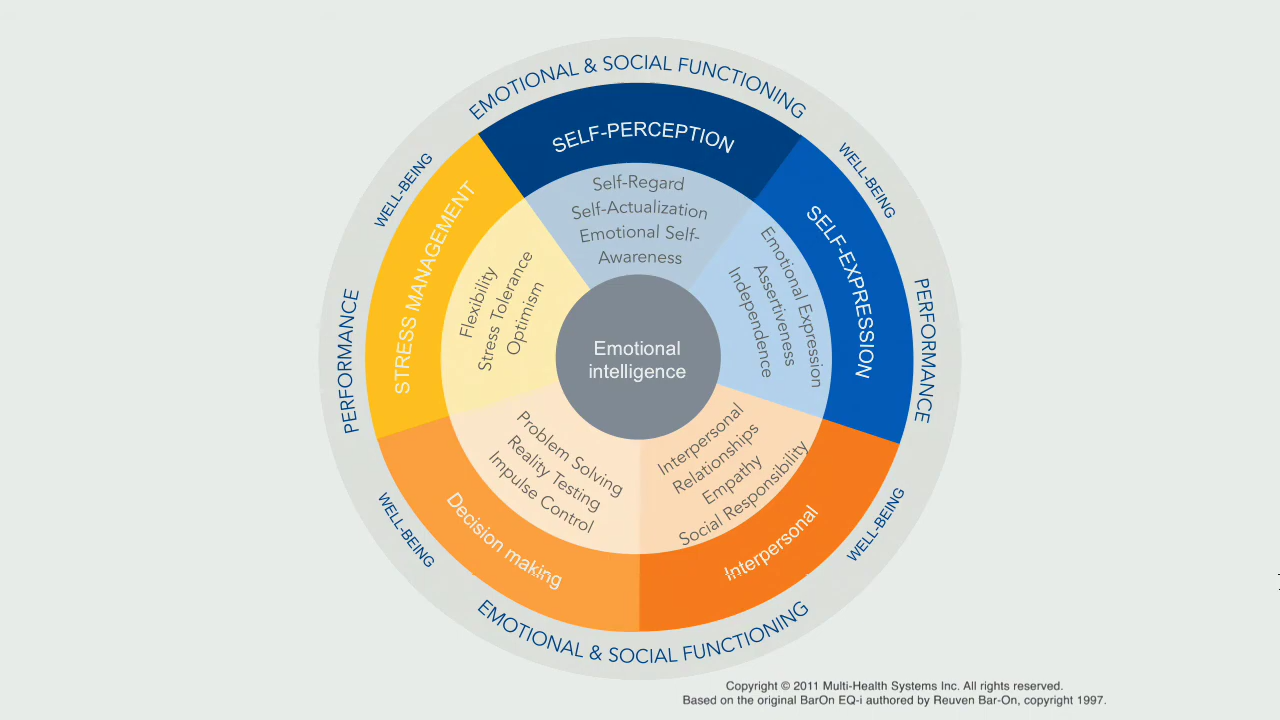 EMOTIONAL & SOCIAL FUNCTIONING
WELL-BEING
WELL-BEING
PERFORMANCE
PERFORMANCE
WELL-BEING
WELL-BEING
EMOTIONAL & SOCIAL FUNCTIONING
SELF-PERCEPTION
Self-Regard
Self-Actualization
Emotional Self-
Awareness
SELF-EXPRESSION
Emotional Expression
Assertiveness
Independence
Interpersonal
Interpersonal
Relationships
Empathy
Social Responsibility
Decision making
Problem Solving
Reality Testing
Impulse Control
STRESS MANAGEMENT
Flexibility
Stress Tolerance
Optimism
Emotional
intelligence
Copyright © 2011 Multi-Health Systems Inc. All rights reserved.
Based on the original BarOn EQ-i authored by Reuven Bar-On, copyright 1997.